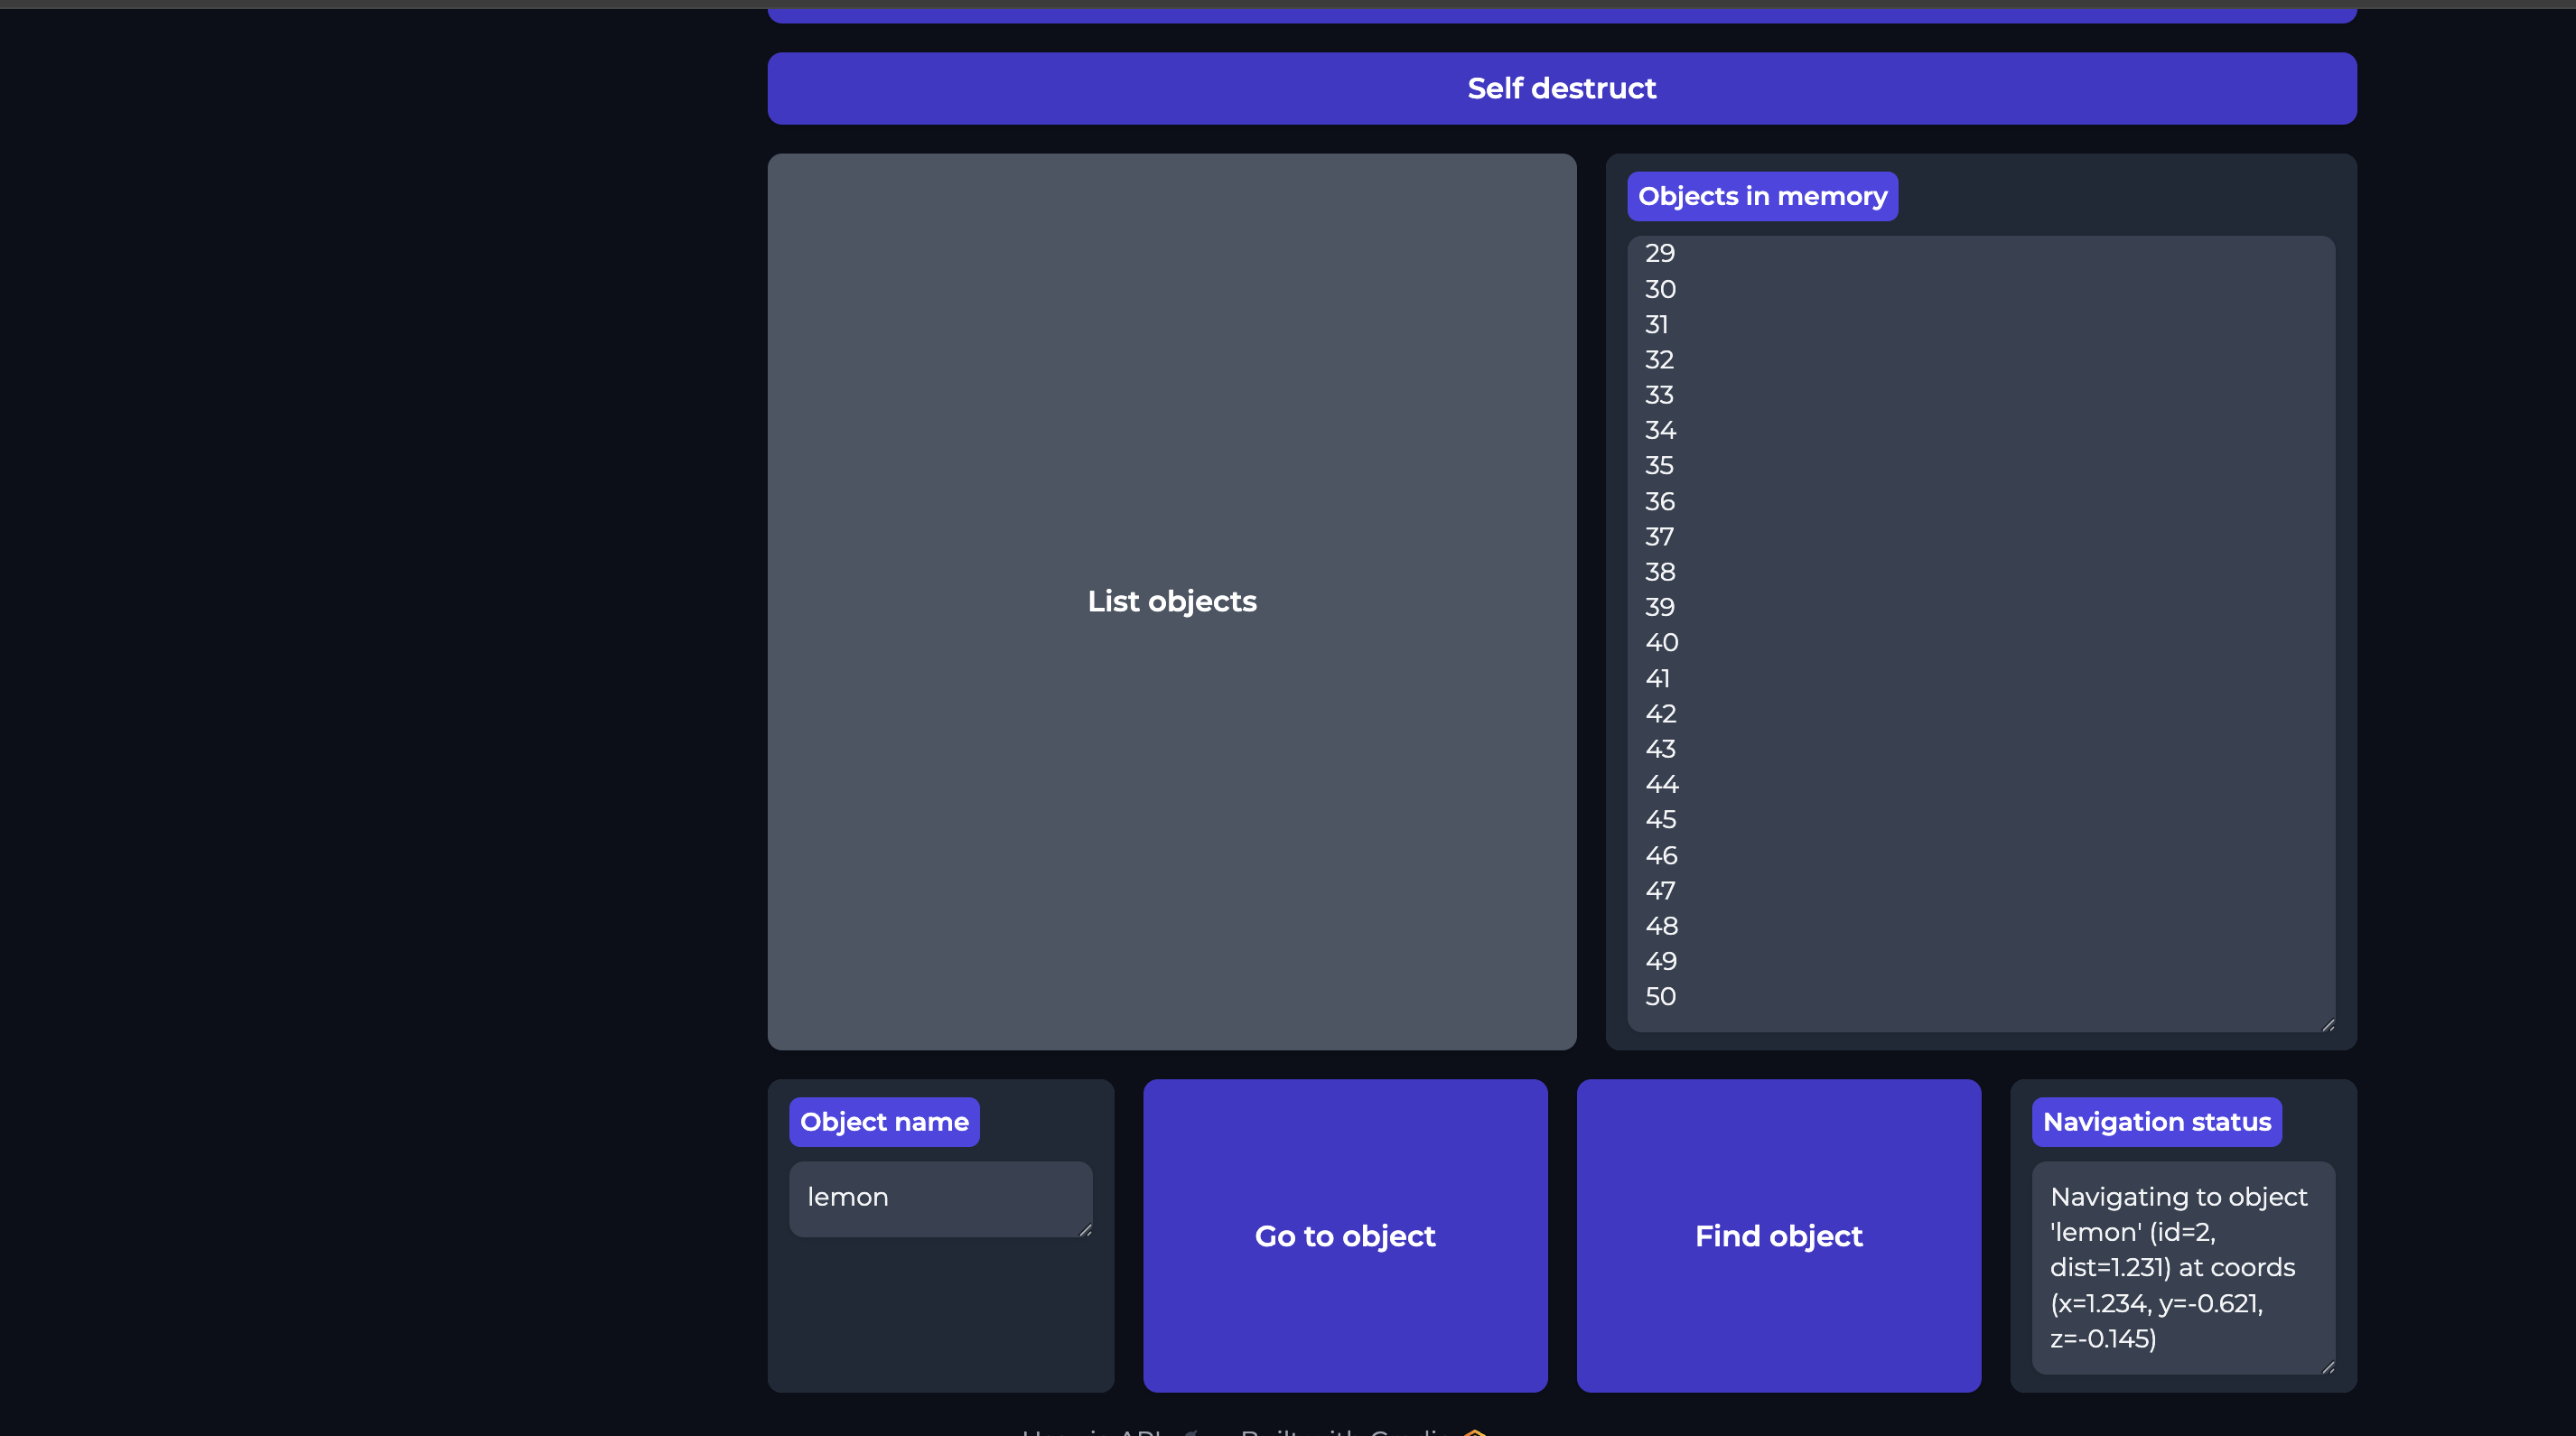 Self destruct
List objects
Objects in memory
29
30
31
32
33
34
35
36
37
38
39
40
41
42
43
44
45
46
47
48
49
50
Object name
lemon
Go to object
Find object
Navigation status
Navigating to object
'lemon' (id=2,
dist=1.231) at coords
(x=1.234, y=-0.621,
z=-0.145)